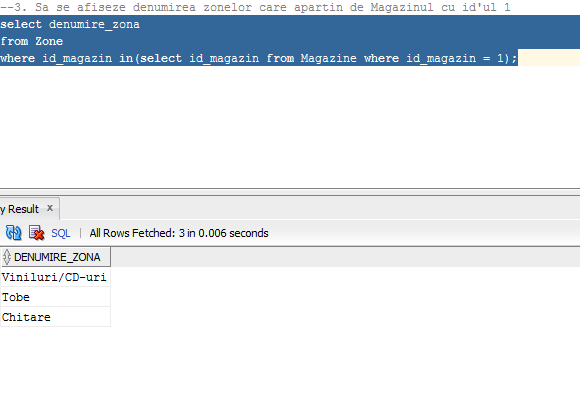 --3. Sa se afiseze denumirea zonelor care apartin de Magazinul cu id'ul 1
select denumire_zona
from Zone
where id_magazin in(select id_magazin from Magazine where id_magazin = 1);
y Result x
SQL | All Rows Fetched: 3 in 0.006 seconds
DENUMIRE_ZONA
Viniluri/CD-uri
Tobe
Chitare